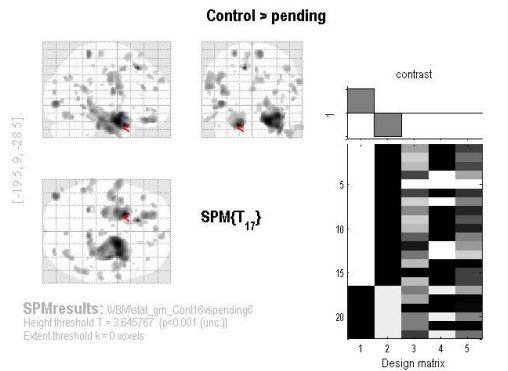 Control > pending
contrast
1
[-19.5, 9, -28.5]
SPM{T17}
5
10
15
20
SPMresults: .\VBM\stat_gm_Cont16vspending6
Height threshold T = 3.645767 {p<0.001 (unc.)}
Extent threshold k = 0 voxels
1 2 3 4 5
Design matrix